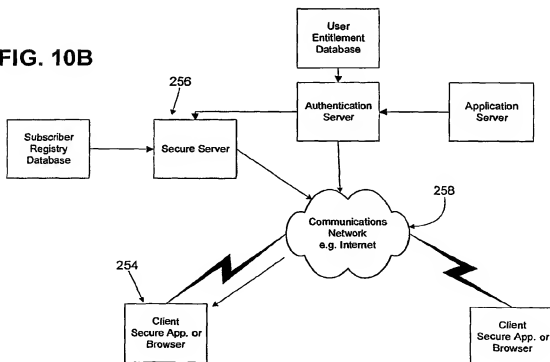 FIG. 10B
User
Entitlement
Database
256
Authentication
Server
Application
Server
Subscriber
Registry
Database
Secure Server
258
Communications
Network
e.g. Internet
254
Client
Secure App. or
Browser
Client
Secure App. or
Browser